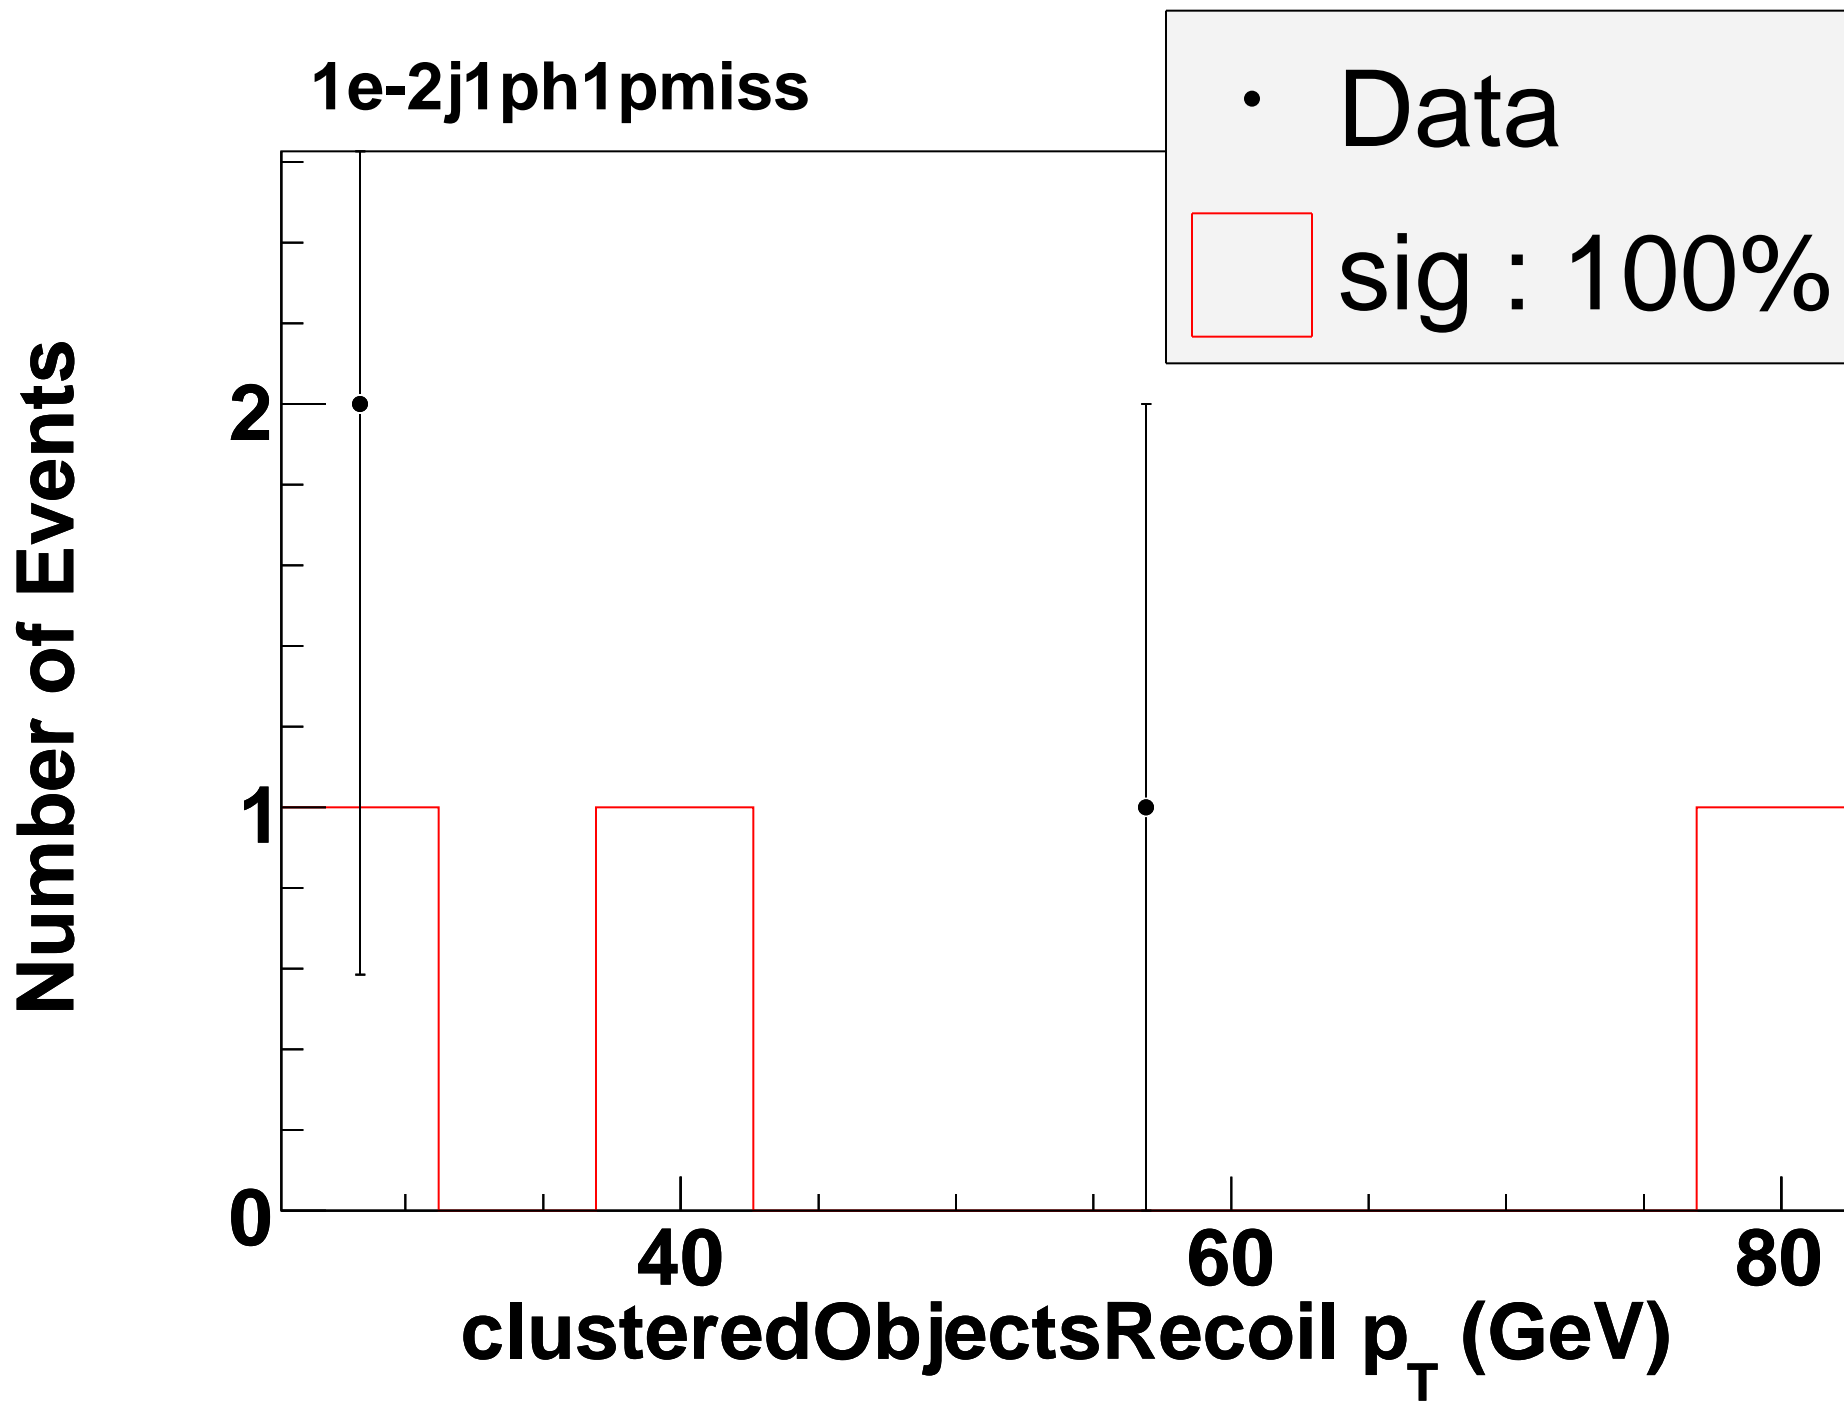 1e-2j1ph1pmiss
Data
sig : 100%
Number of Events
2
1
0
40 60 80
clusteredObjectsRecoil p_T (GeV)